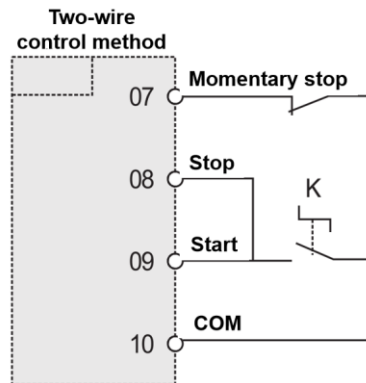 Two-wire
control method
07 Momentary stop
08 Stop
K
09 Start
10 COM